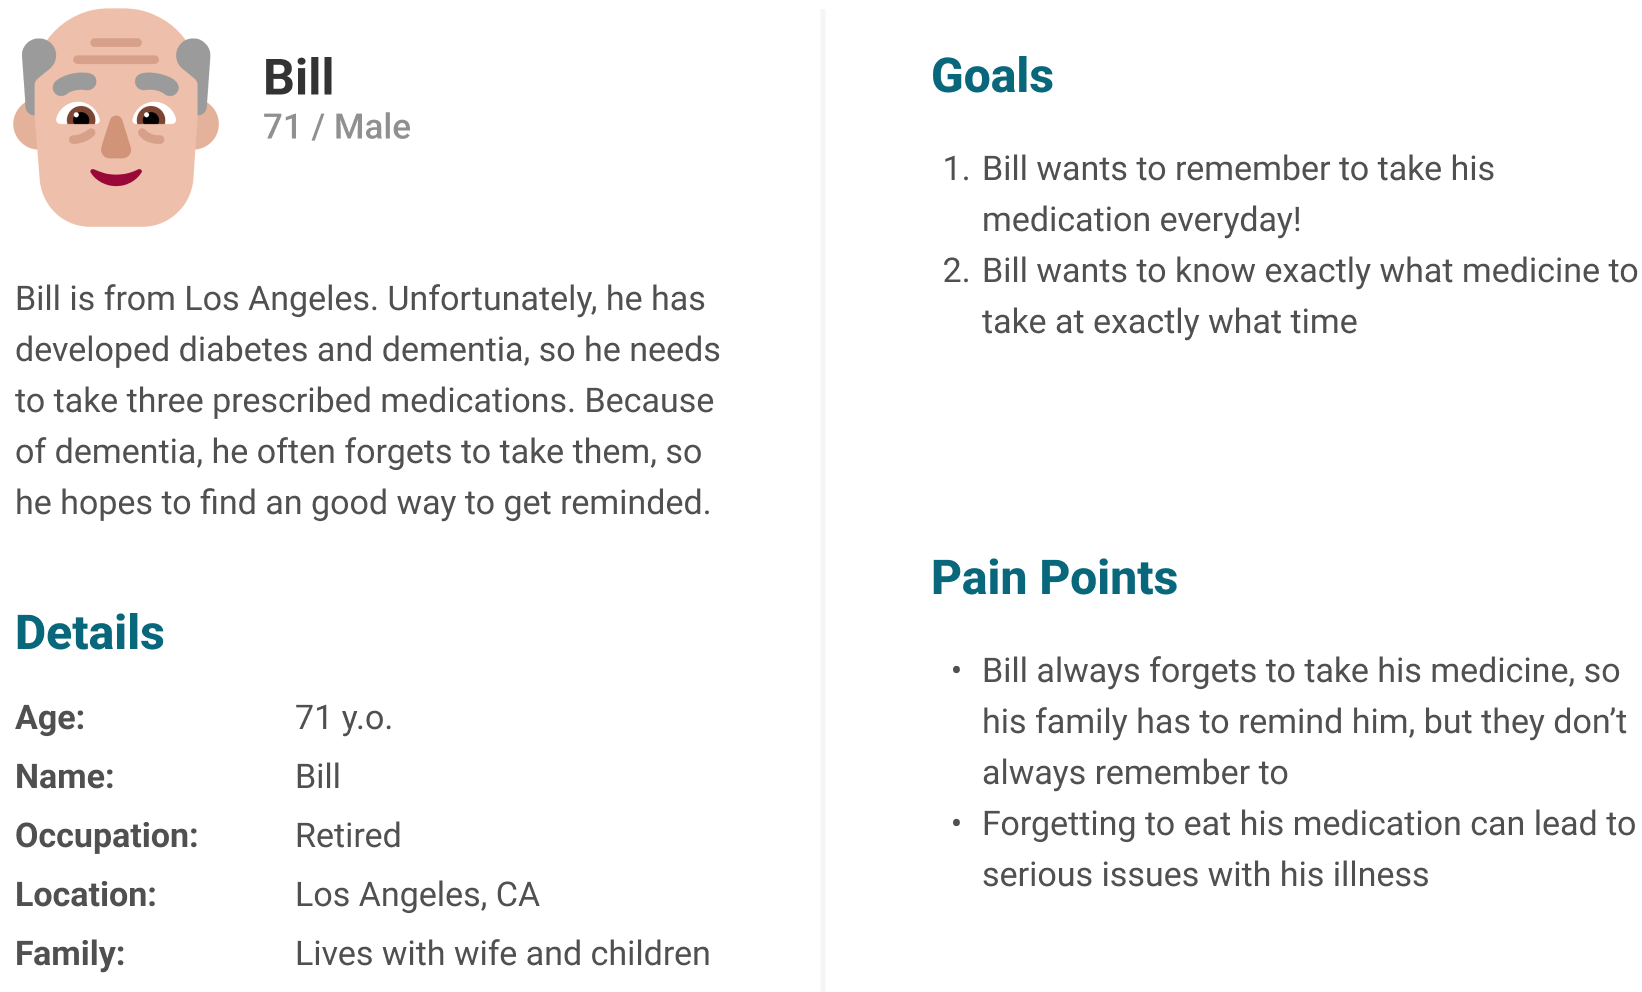 Bill
71 / Male
Bill is from Los Angeles. Unfortunately, he has
developed diabetes and dementia, so he needs
to take three prescribed medications. Because
of dementia, he often forgets to take them, so
he hopes to find an good way to get reminded.
Details
Age: 71 y.o.
Name: Bill
Occupation: Retired
Location: Los Angeles, CA
Family: Lives with wife and children
Goals
1. Bill wants to remember to take his
medication everyday!
2. Bill wants to know exactly what medicine to
take at exactly what time
Pain Points
• Bill always forgets to take his medicine, so
his family has to remind him, but they don’t
always remember to
• Forgetting to eat his medication can lead to
serious issues with his illness